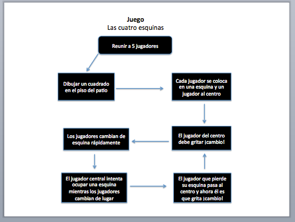 Juego
Las cuatro esquinas
Reunir a 5 jugadores
Dibujar un cuadrado
en el piso del patio
Cada jugador se coloca
en una esquina y un
jugador al centro
El jugador del centro
debe gritar ¡cambio!
Los jugadores cambian de
esquina rápidamente
El jugador central intenta
ocupar una esquina
mientras los jugadores
cambian de lugar
El jugador que pierde
su esquina pasa al
centro y ahora él es
que grita ¡cambio!